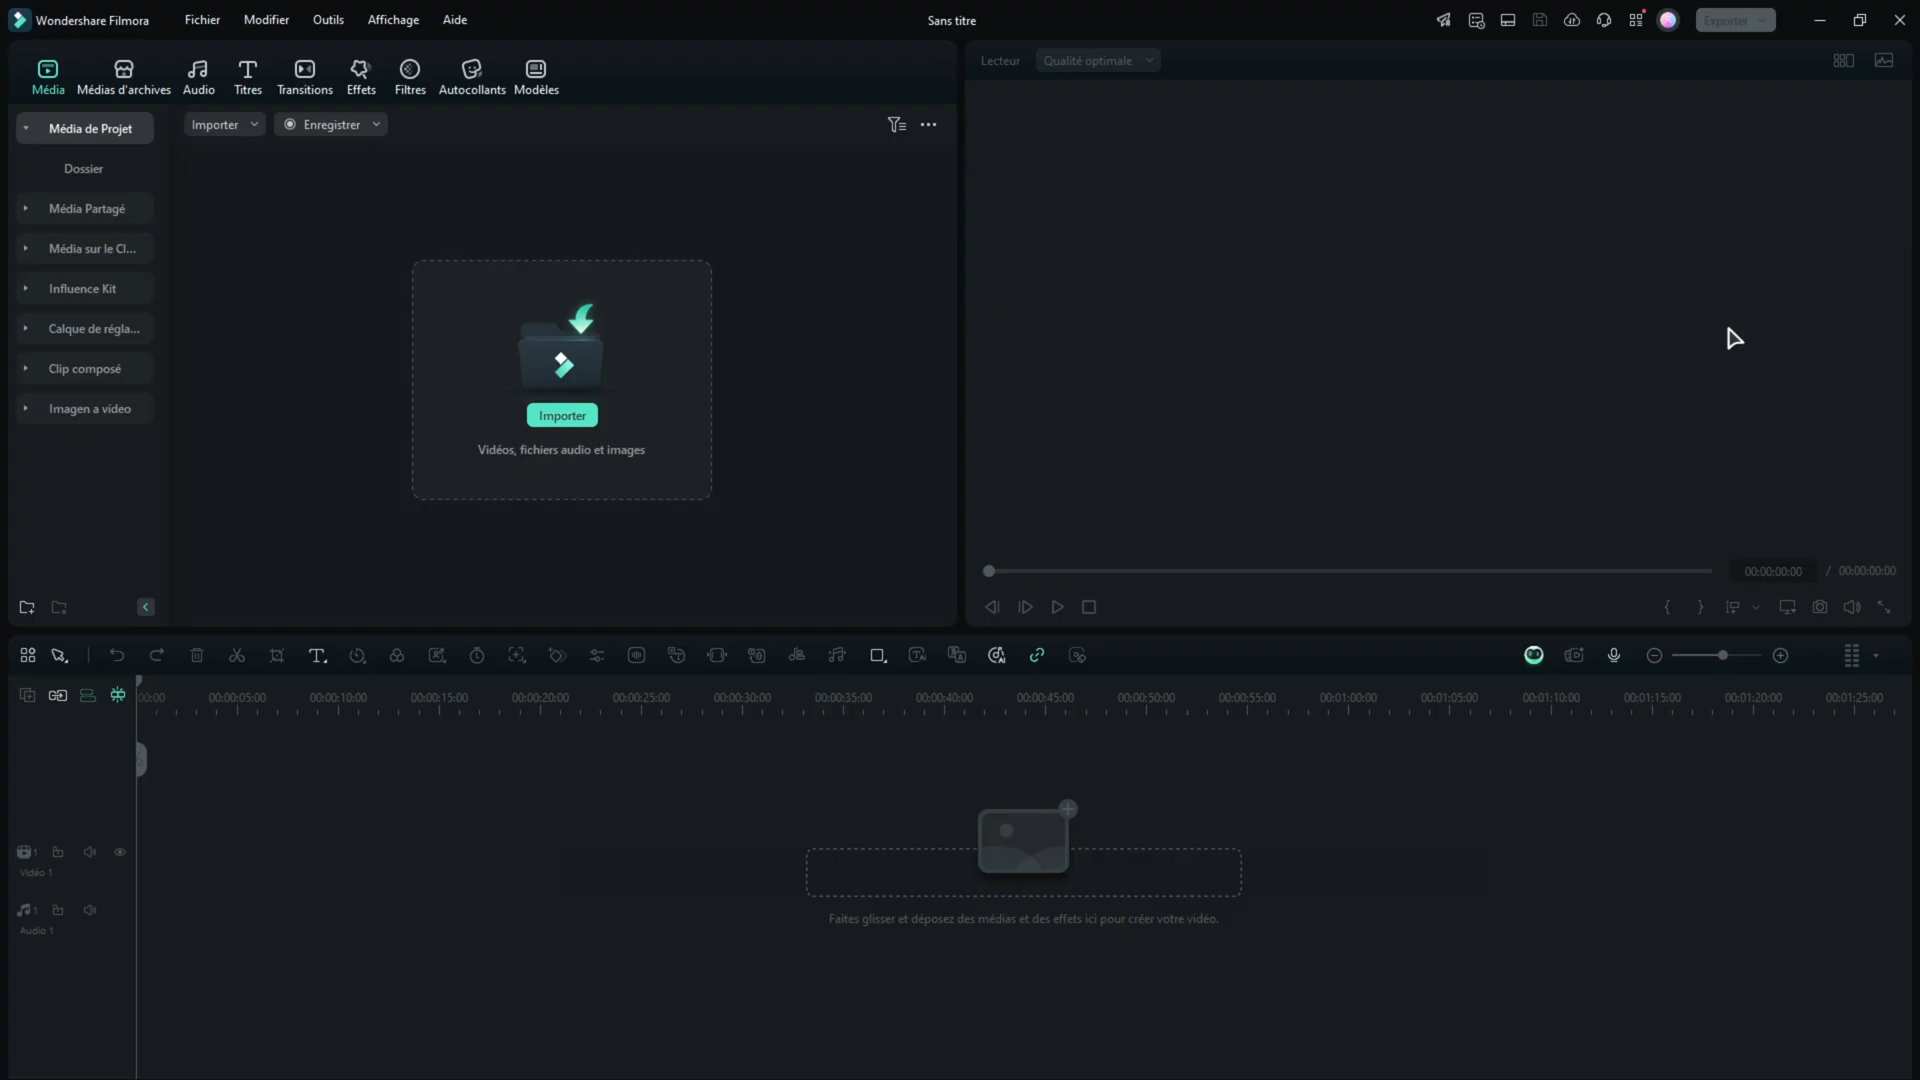 Wondershare Filmora Fichier Modifier Outils Affichage Aide Sans titre Exporter
Média Médias d'archives Audio Titres Transitions Effets Filtres Autocollants Modèles
Lecteur Qualité optimale
Média de Projet
Dossier
Média Partagé
Média sur le Cl...
Influence Kit
Calque de régla...
Clip composé
Imagen a vídeo
Importer Enregistrer
Importer
Vidéos, fichiers audio et images
00:00:00:00 / 00:00:00:00
00:00 00:00:05:00 00:00:10:00 00:00:15:00 00:00:20:00 00:00:25:00 00:00:30:00 00:00:35:00 00:00:40:00 00:00:45:00 00:00:50:00 00:00:55:00 00:01:00:00 00:01:05:00 00:01:10:00 00:01:15:00 00:01:20:00 00:01:25:00
1
Vidéo 1
1
Audio 1
Faites glisser et déposez des médias et des effets ici pour créer votre vidéo.